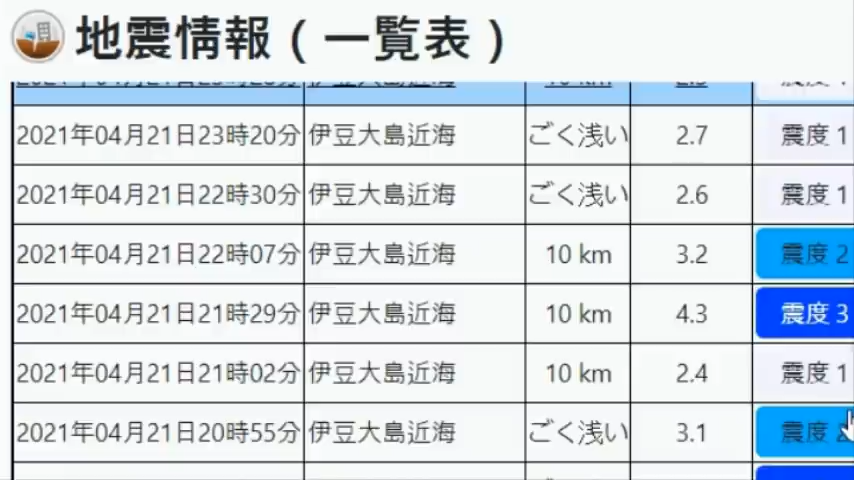 地震情報（一覧表）
2021年04月21日23時20分 伊豆大島近海 ごく浅い 2.7 震度 1
2021年04月21日22時30分 伊豆大島近海 ごく浅い 2.6 震度 1
2021年04月21日22時07分 伊豆大島近海 10 km 3.2 震度 2
2021年04月21日21時29分 伊豆大島近海 10 km 4.3 震度 3
2021年04月21日21時02分 伊豆大島近海 10 km 2.4 震度 1
2021年04月21日20時55分 伊豆大島近海 ごく浅い 3.1 震度